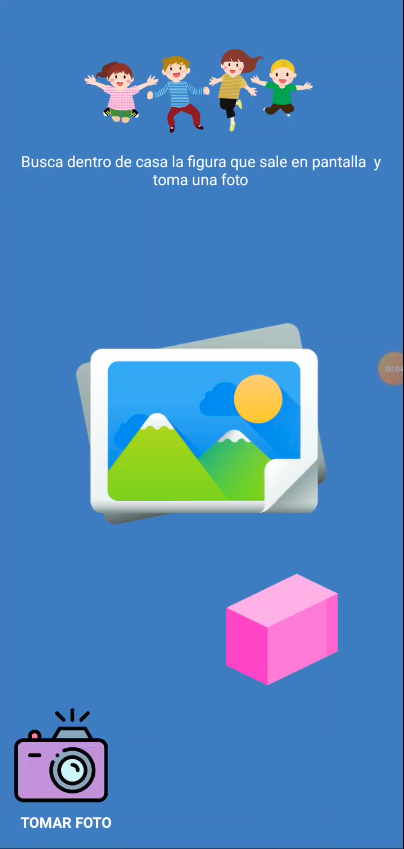 Busca dentro de casa la figura que sale en pantalla  y
toma una foto
TOMAR FOTO